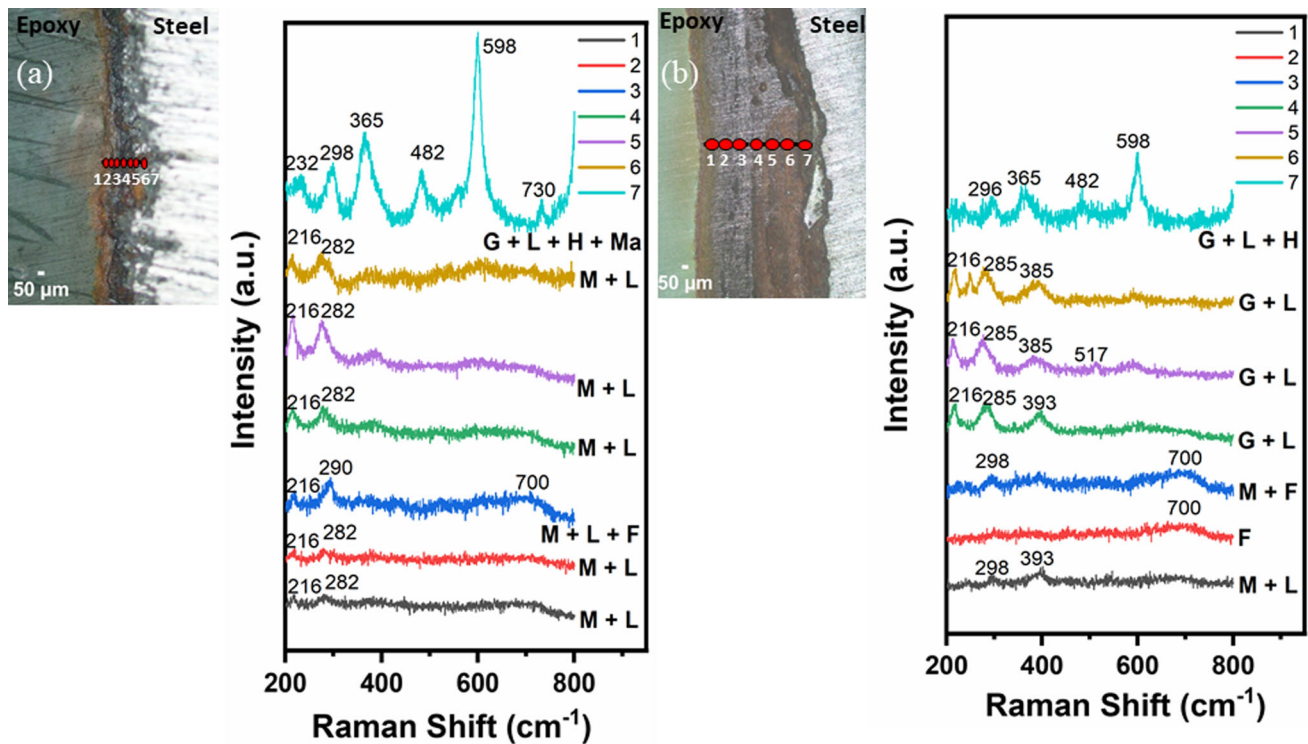 Epoxy Steel
(a)
1234567
50 µm
Intensity (a.u.)
1
2
3
4
5
6
7
598
365
232 298
482
730
G + L + H + Ma
216 282
M + L
216 282
M + L
216 282
M + L
216 290
700
M + L + F
216 282
M + L
216 282
M + L
200 400 600 800
Raman Shift (cm-1)
Epoxy Steel
(b)
1 2 3 4 5 6 7
50 µm
Intensity (a.u.)
1
2
3
4
5
6
7
598
296 365
482
G + L + H
216 285 385
G + L
216 285 385
517
G + L
216 285 393
G + L
298
700
M + F
700
F
298 393
M + L
200 400 600 800
Raman Shift (cm-1)